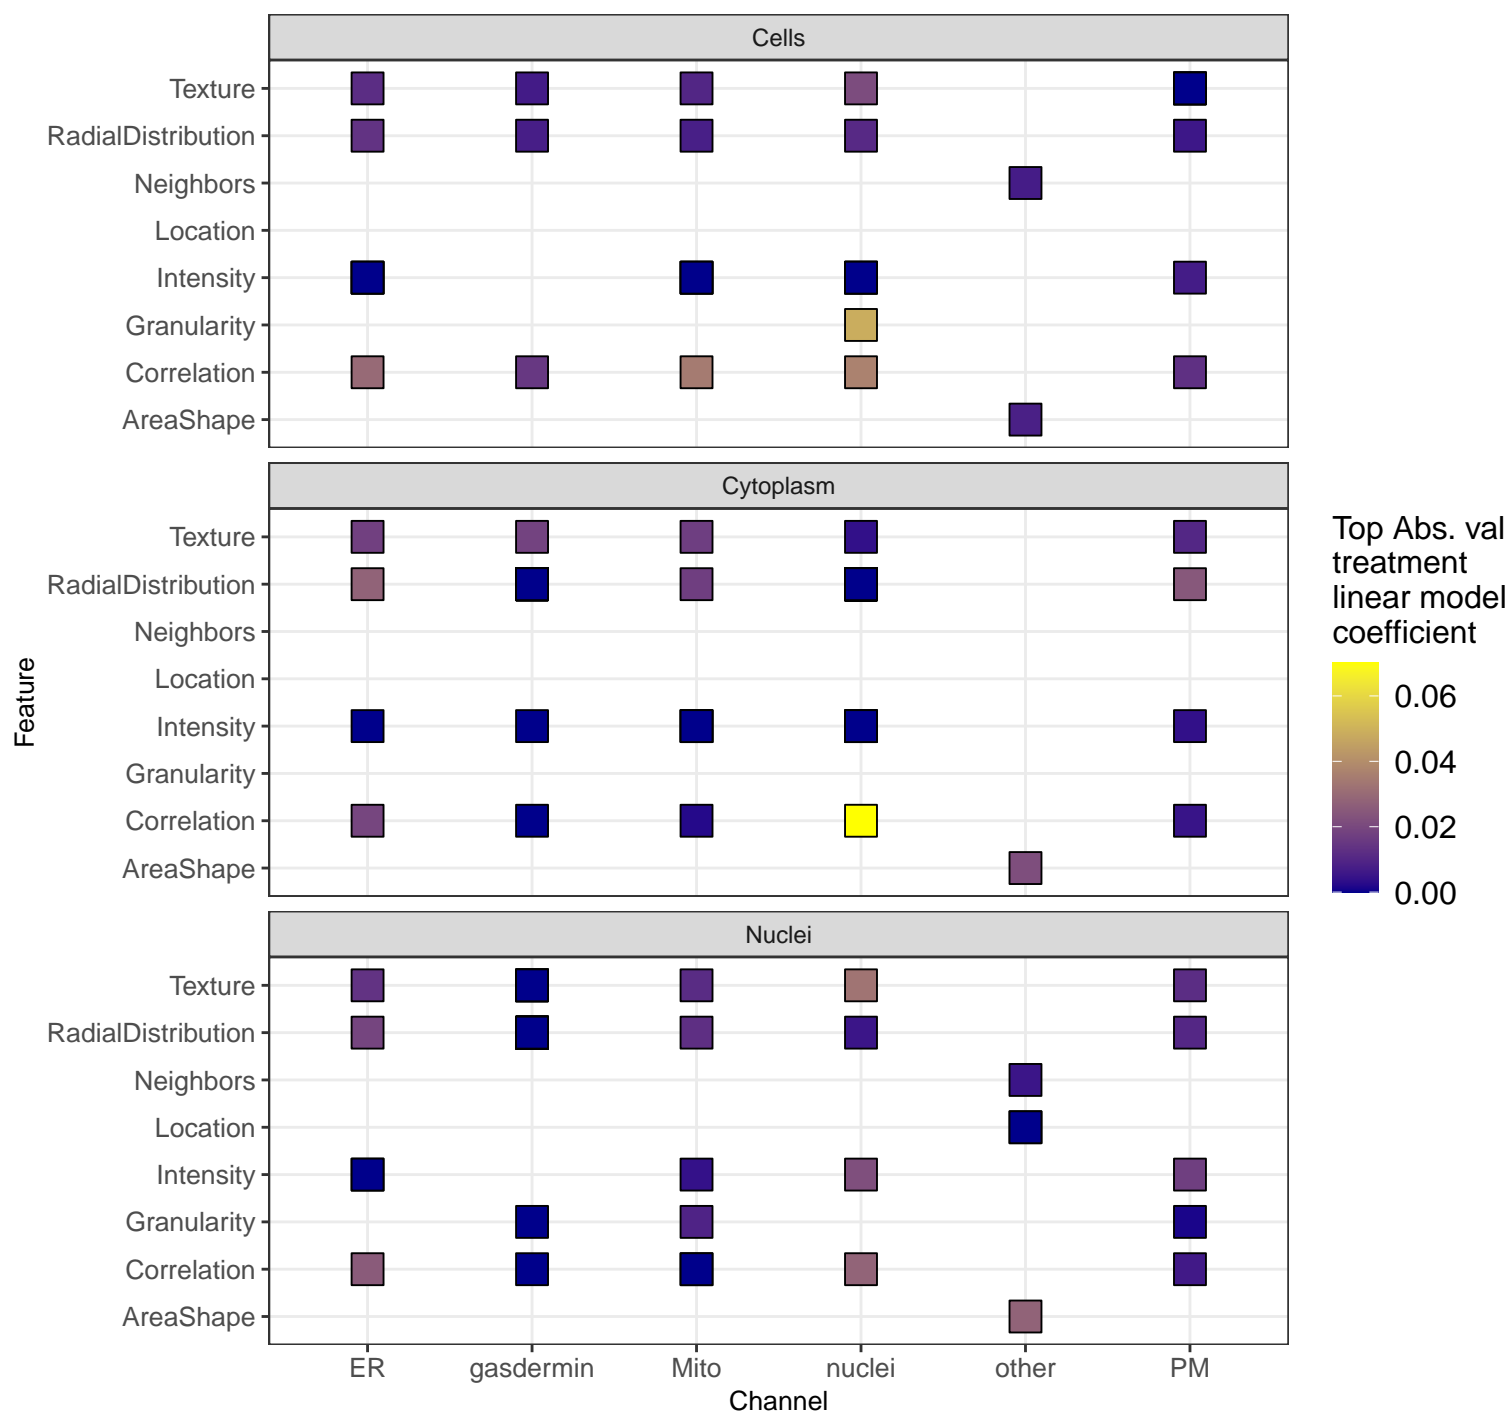 Cells
Texture
RadialDistribution
Neighbors
Location
Intensity
Granularity
Correlation
AreaShape
Cytoplasm
Texture
RadialDistribution
Neighbors
Location
Intensity
Granularity
Correlation
AreaShape
Nuclei
Texture
RadialDistribution
Neighbors
Location
Intensity
Granularity
Correlation
AreaShape
ER gasdermin Mito nuclei other PM
Channel
Feature
Top Abs. val
treatment
linear model
coefficient
0.06
0.04
0.02
0.00